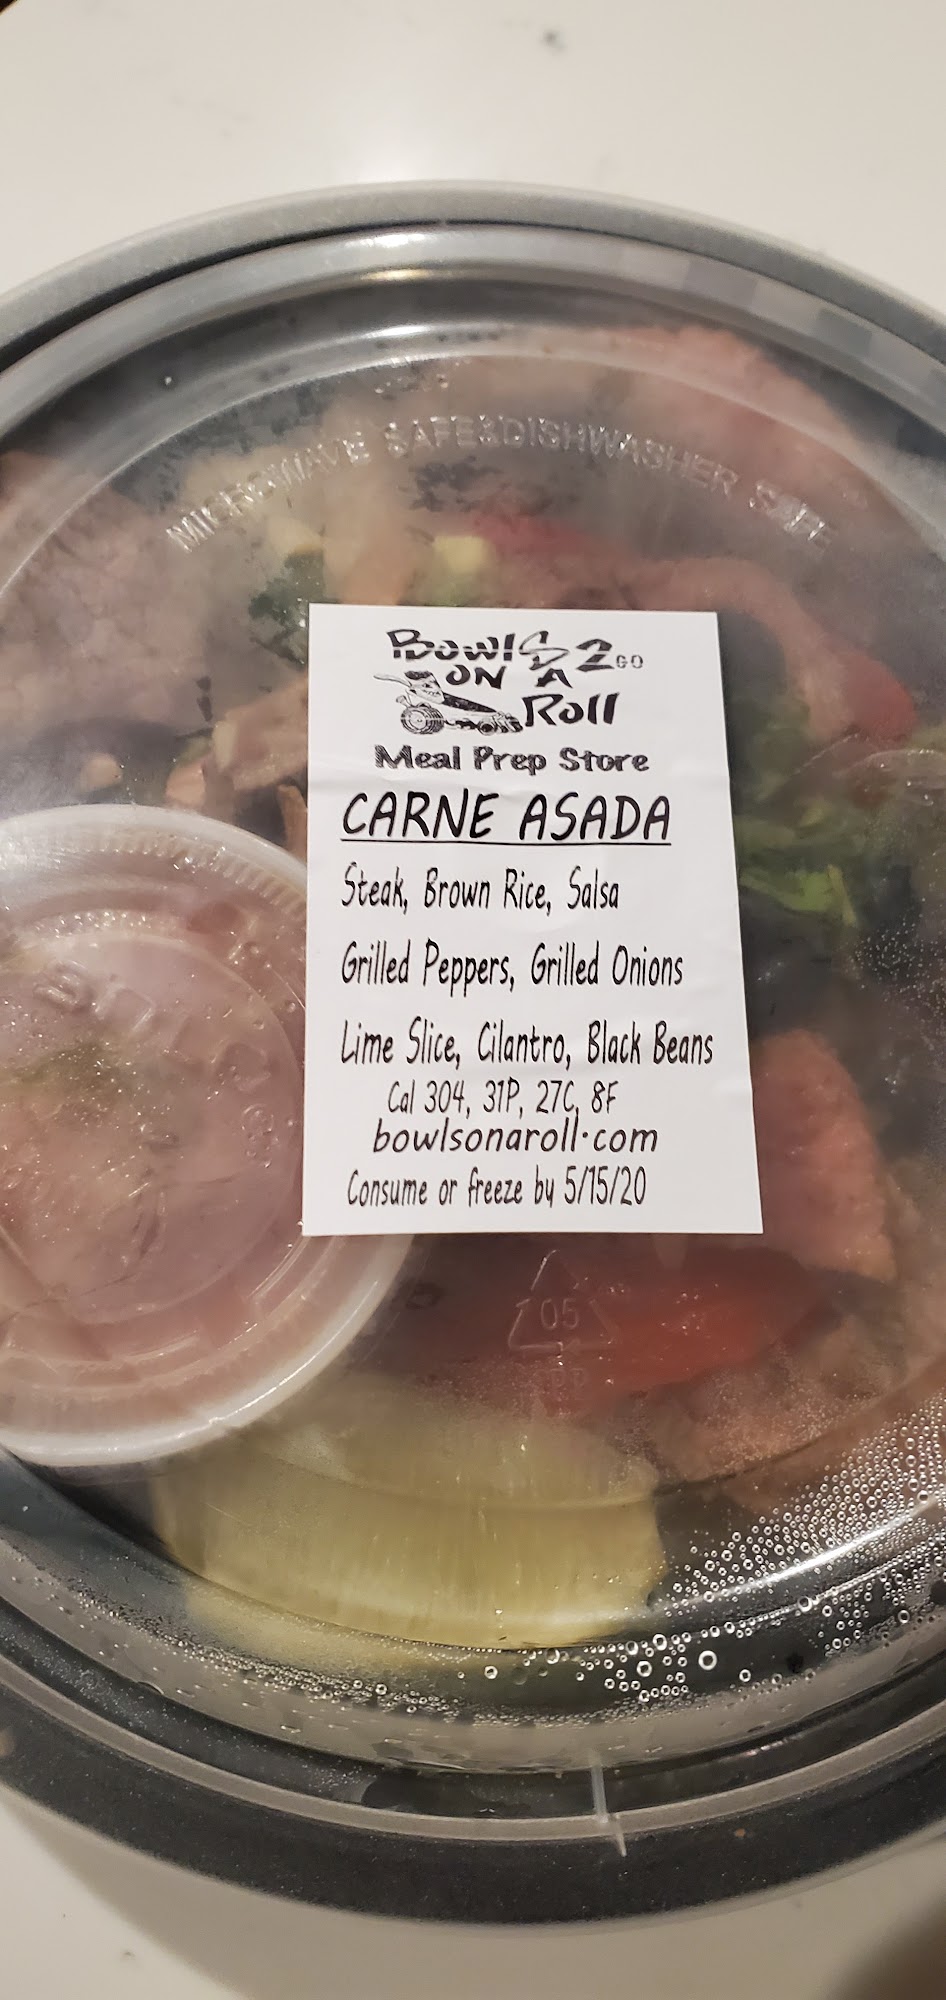 MICROWAVE SAFE&DISHWASHER SAFE
BowlS 2 GO
ON A
Roll
Meal Prep Store
CARNE ASADA
Steak, Brown Rice, Salsa
Grilled Peppers, Grilled Onions
Lime Slice, Cilantro, Black Beans
Cal 304, 31P, 27C, 8F
bowlsonaroll.com
Consume or freeze by 5/15/20
05
PP